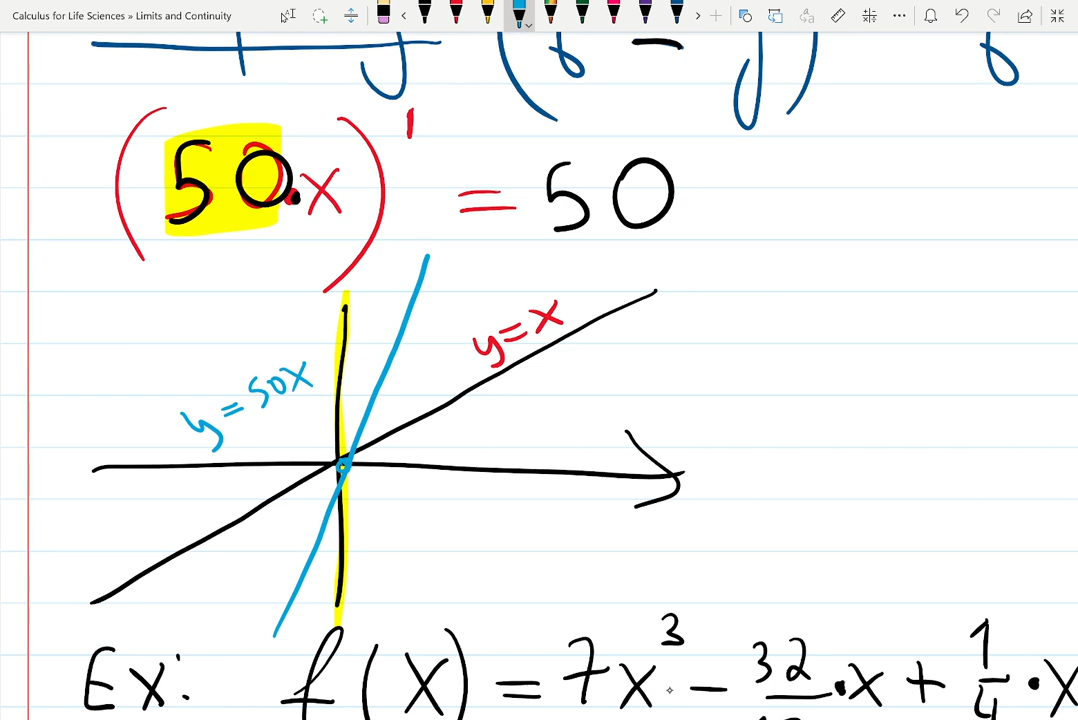 Calculus for Life Sciences » Limits and Continuity
(50.x)' = 50
y=x
y=50x
Ex: f(x) = 7x³ - 32 ·x + 1/4 ·x